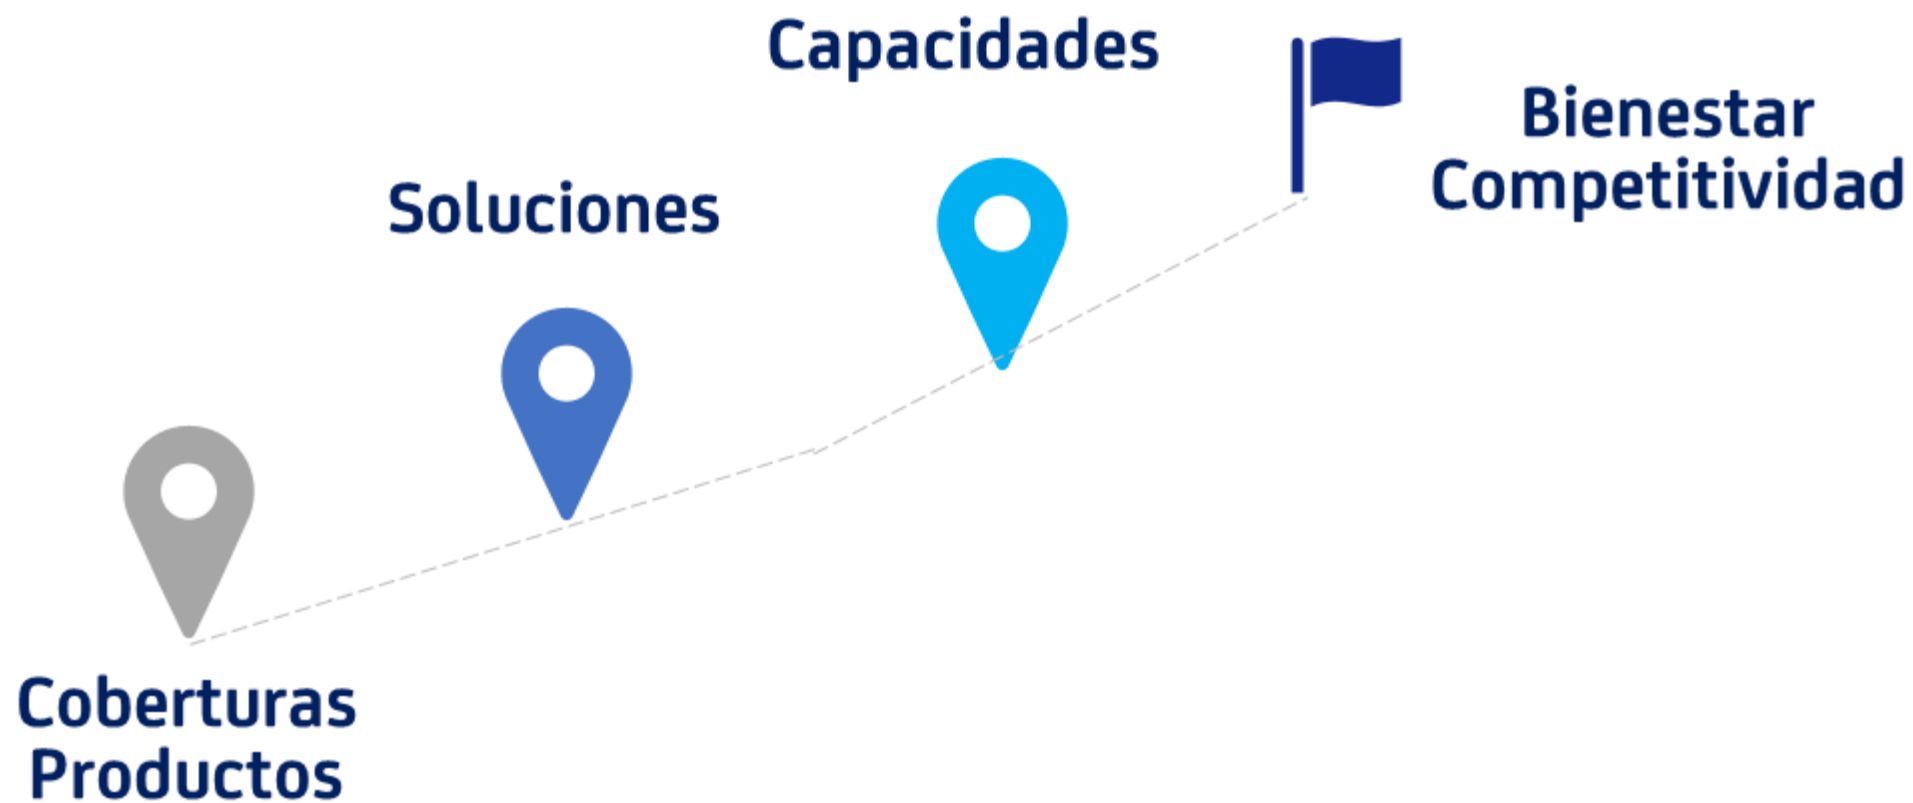 Capacidades
Bienestar
Competitividad
Soluciones
Coberturas
Productos